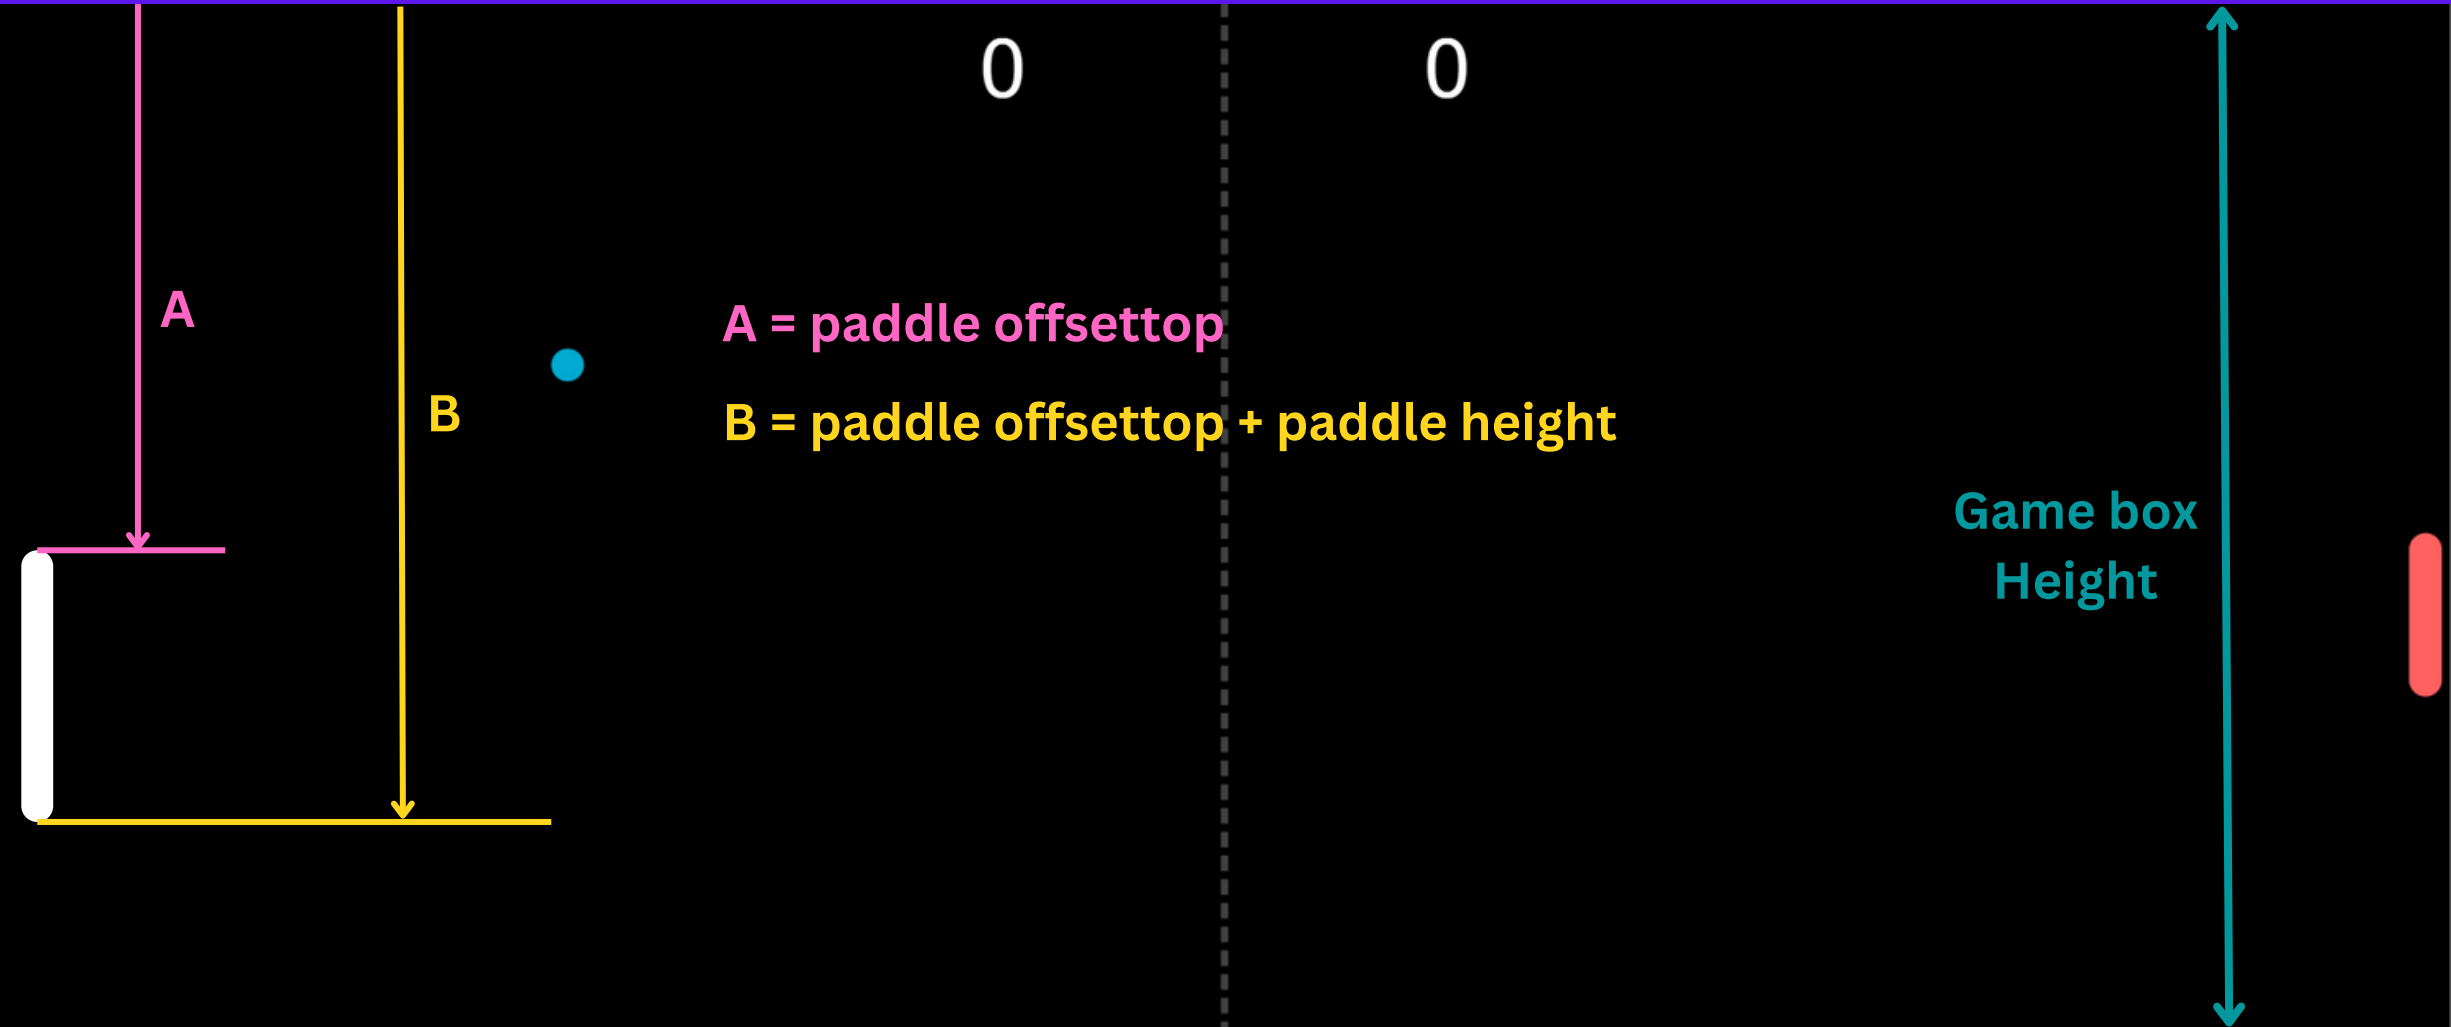 0 0
A
A = paddle offsettop
B
B = paddle offsettop + paddle height
Game box
Height